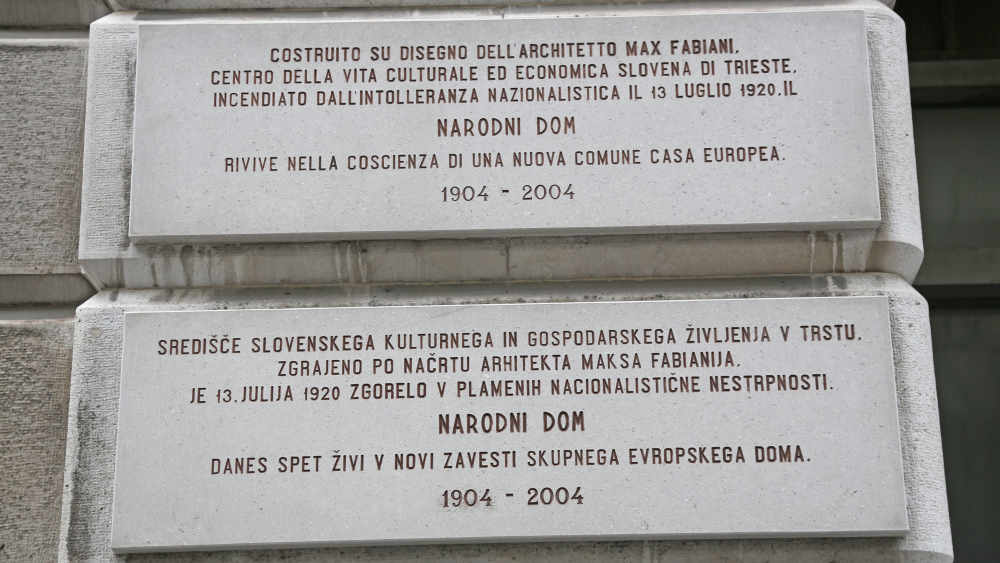 COSTRUITO SU DISEGNO DELL'ARCHITETTO MAX FABIANI,
CENTRO DELLA VITA CULTURALE ED ECONOMICA SLOVENA DI TRIESTE,
INCENDIATO DALL'INTOLLERANZA NAZIONALISTICA IL 13 LUGLIO 1920. IL
NARODNI DOM
RIVIVE NELLA COSCIENZA DI UNA NUOVA COMUNE CASA EUROPEA.
1904 - 2004
SREDIŠČE SLOVENSKEGA KULTURNEGA IN GOSPODARSKEGA ŽIVLJENJA V TRSTU,
ZGRAJENO PO NAČRTU ARHITEKTA MAKSA FABIANIJA,
JE 13. JULIJA 1920 ZGORELO V PLAMENIH NACIONALISTIČNE NESTRPNOSTI.
NARODNI DOM
DANES SPET ŽIVI V NOVI ZAVESTI SKUPNEGA EVROPSKEGA DOMA.
1904 - 2004